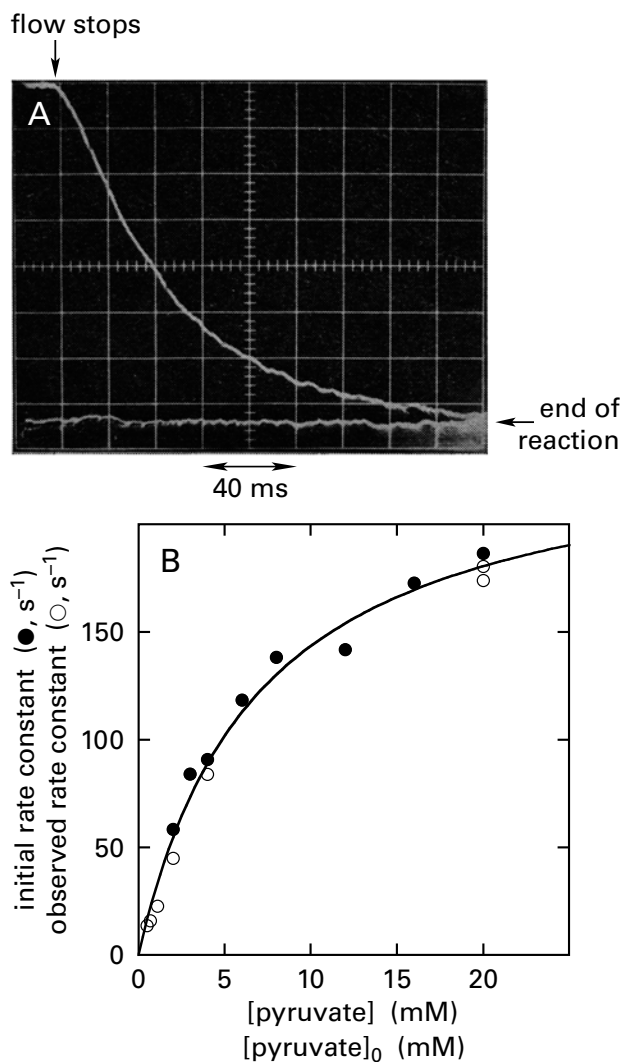 flow stops
A
end of
reaction
40 ms
B
initial rate constant (●, s⁻¹)
observed rate constant (○, s⁻¹)
150
100
50
0
0 5 10 15 20
[pyruvate] (mM)
[pyruvate]₀ (mM)